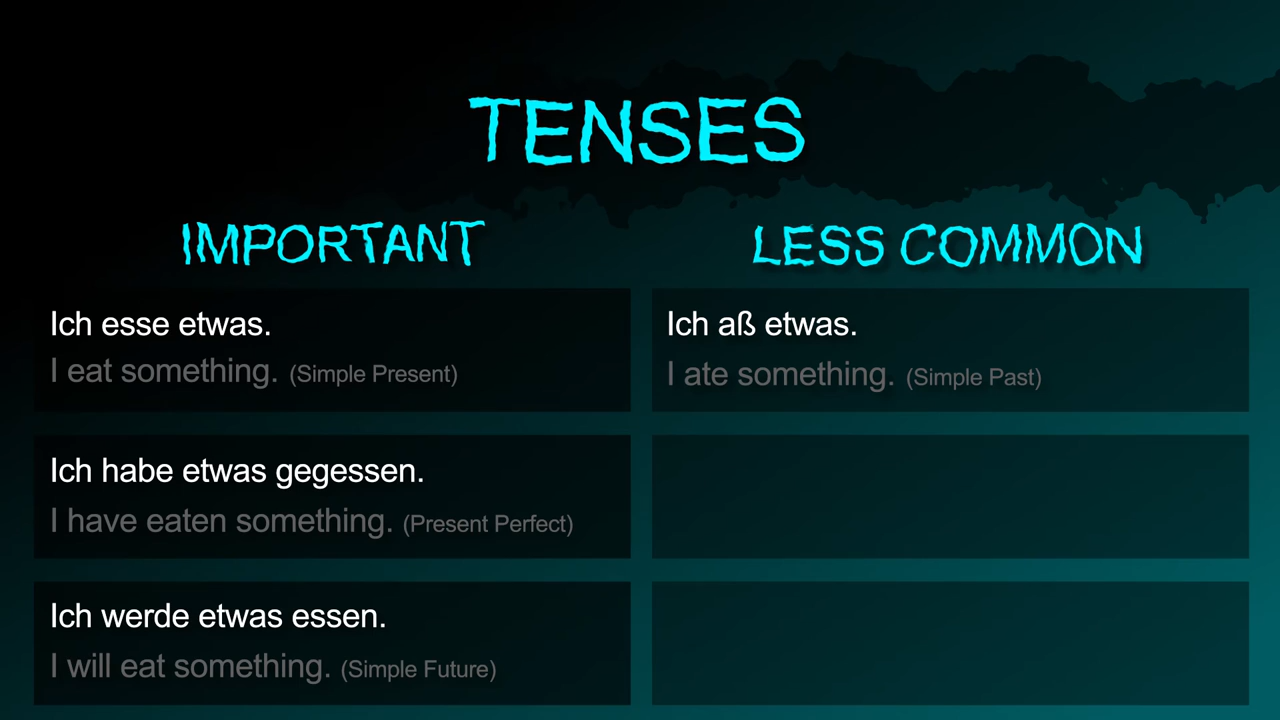 TENSES
IMPORTANT
Ich esse etwas.
I eat something. (Simple Present)
Ich habe etwas gegessen.
I have eaten something. (Present Perfect)
Ich werde etwas essen.
I will eat something. (Simple Future)
LESS COMMON
Ich aß etwas.
I ate something. (Simple Past)